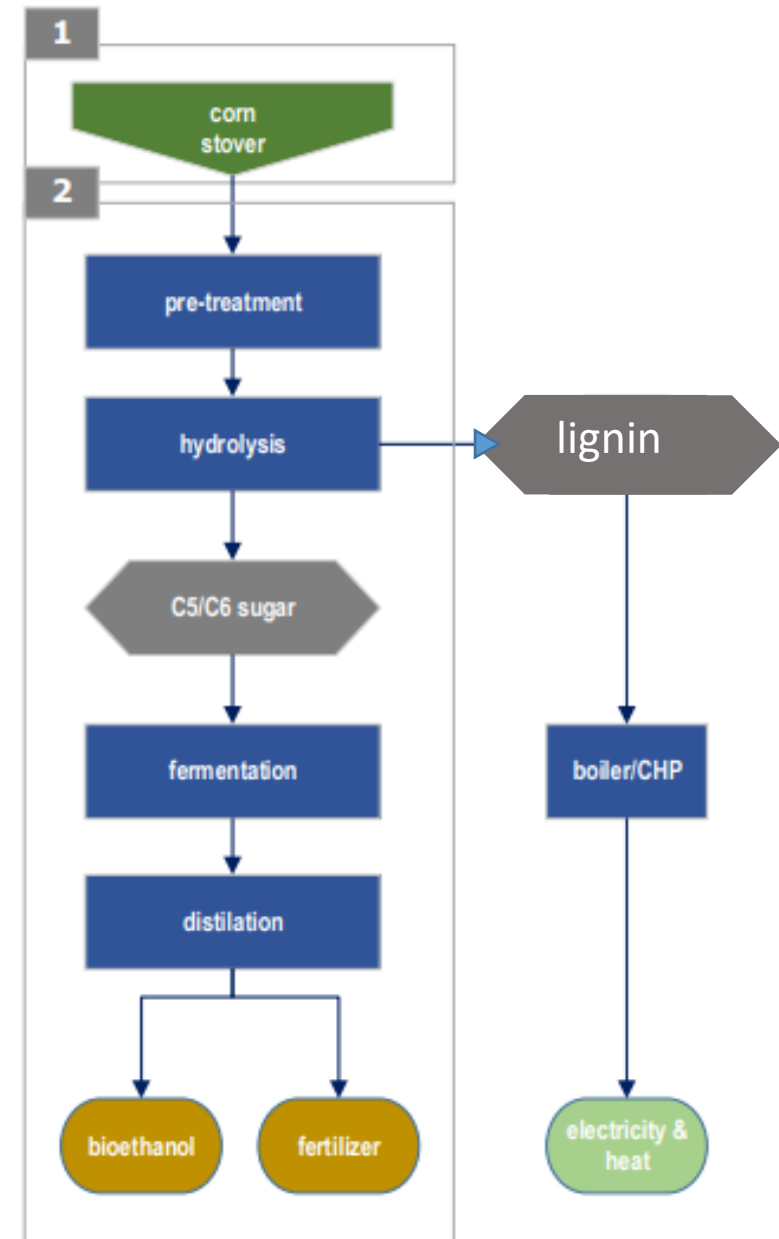 1
corn
stover
2
pre-treatment
hydrolysis
lignin
C5/C6 sugar
fermentation
boiler/CHP
distilation
bioethanol
fertilizer
electricity &
heat